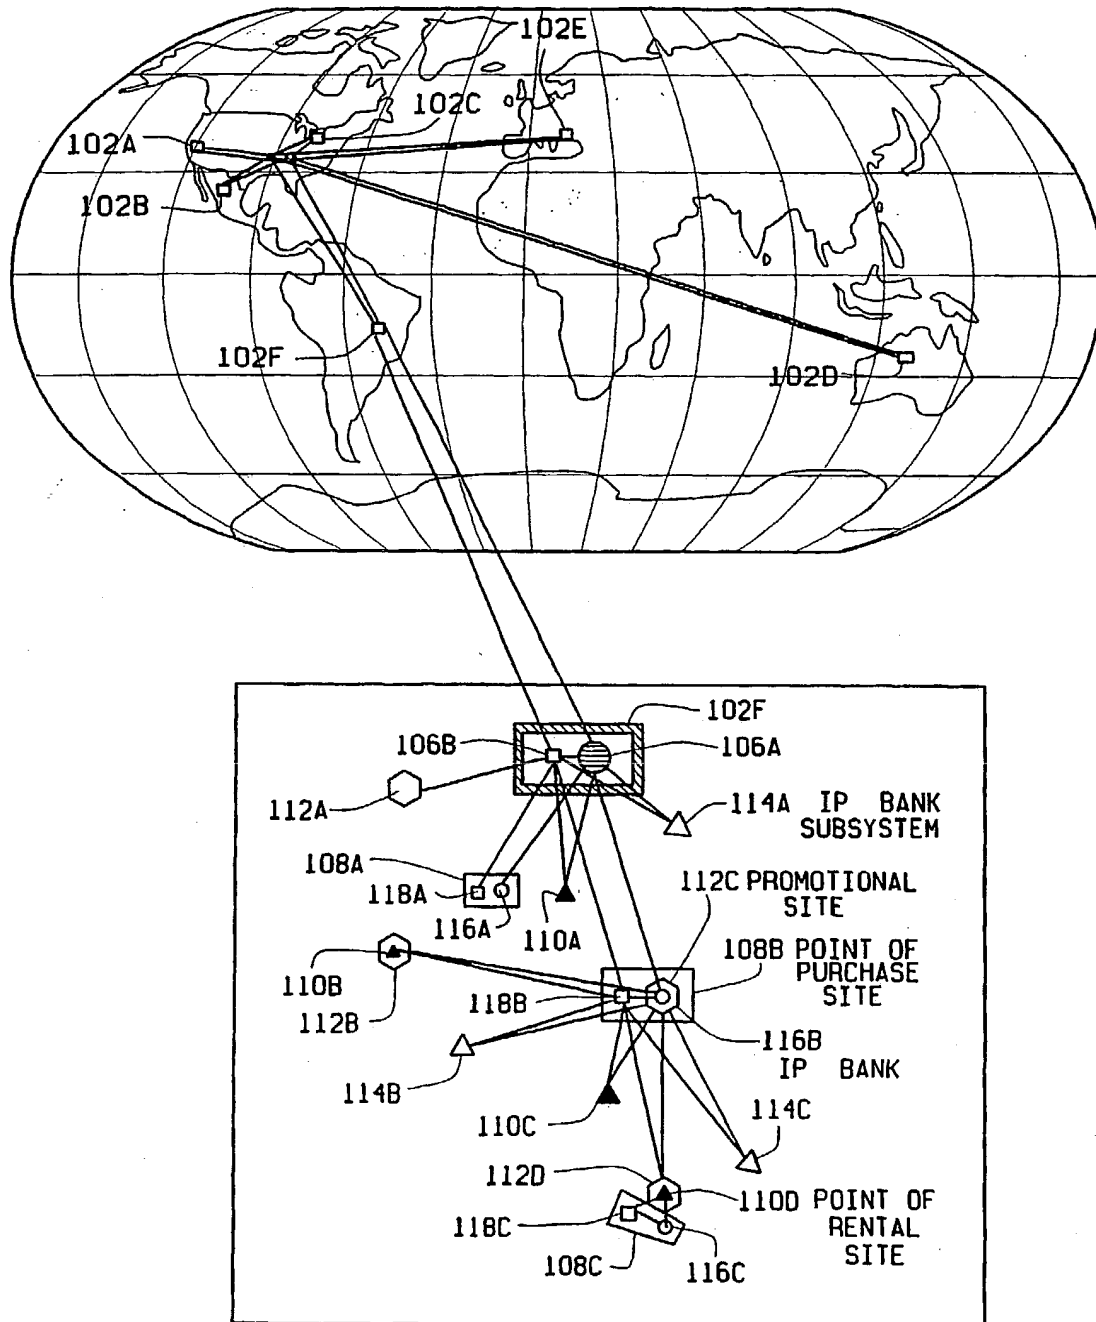 102E
102C
102A
102B
102F
102D
102F
106B
106A
112A
114A IP BANK
SUBSYSTEM
108A
118A
116A
110A
112C PROMOTIONAL
SITE
110B
112B
118B
108B POINT OF
PURCHASE
SITE
116B
IP BANK
114B
110C
114C
112D
110D POINT OF
RENTAL
SITE
118C
108C
116C